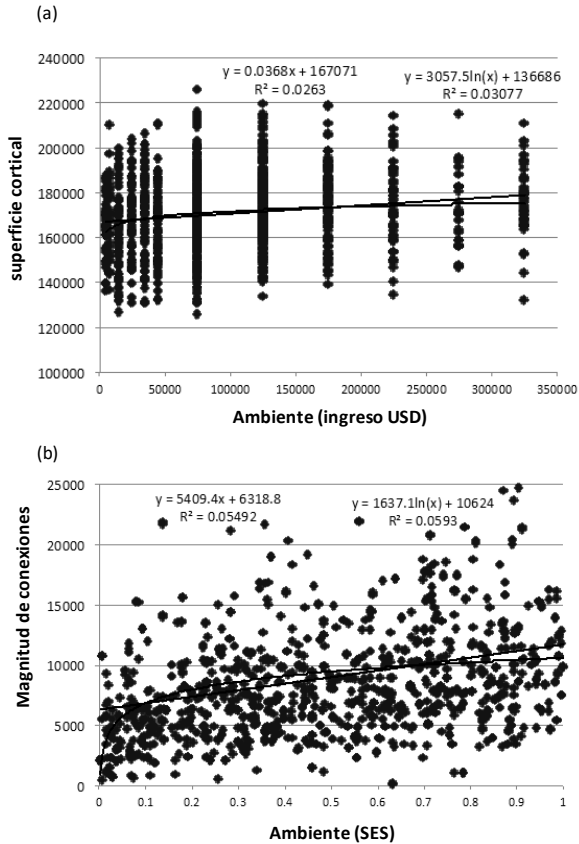 (a)
y = 0.0368x + 167071
R² = 0.0263
y = 3057.5ln(x) + 136686
R² = 0.03077
superficie cortical
240000
220000
200000
180000
160000
140000
120000
100000
0 50000 100000 150000 200000 250000 300000 350000
Ambiente (ingreso USD)
(b)
y = 5409.4x + 6318.8
R² = 0.05492
y = 1637.1ln(x) + 10624
R² = 0.0593
Magnitud de conexiones
25000
20000
15000
10000
5000
0
0 0.1 0.2 0.3 0.4 0.5 0.6 0.7 0.8 0.9 1
Ambiente (SES)